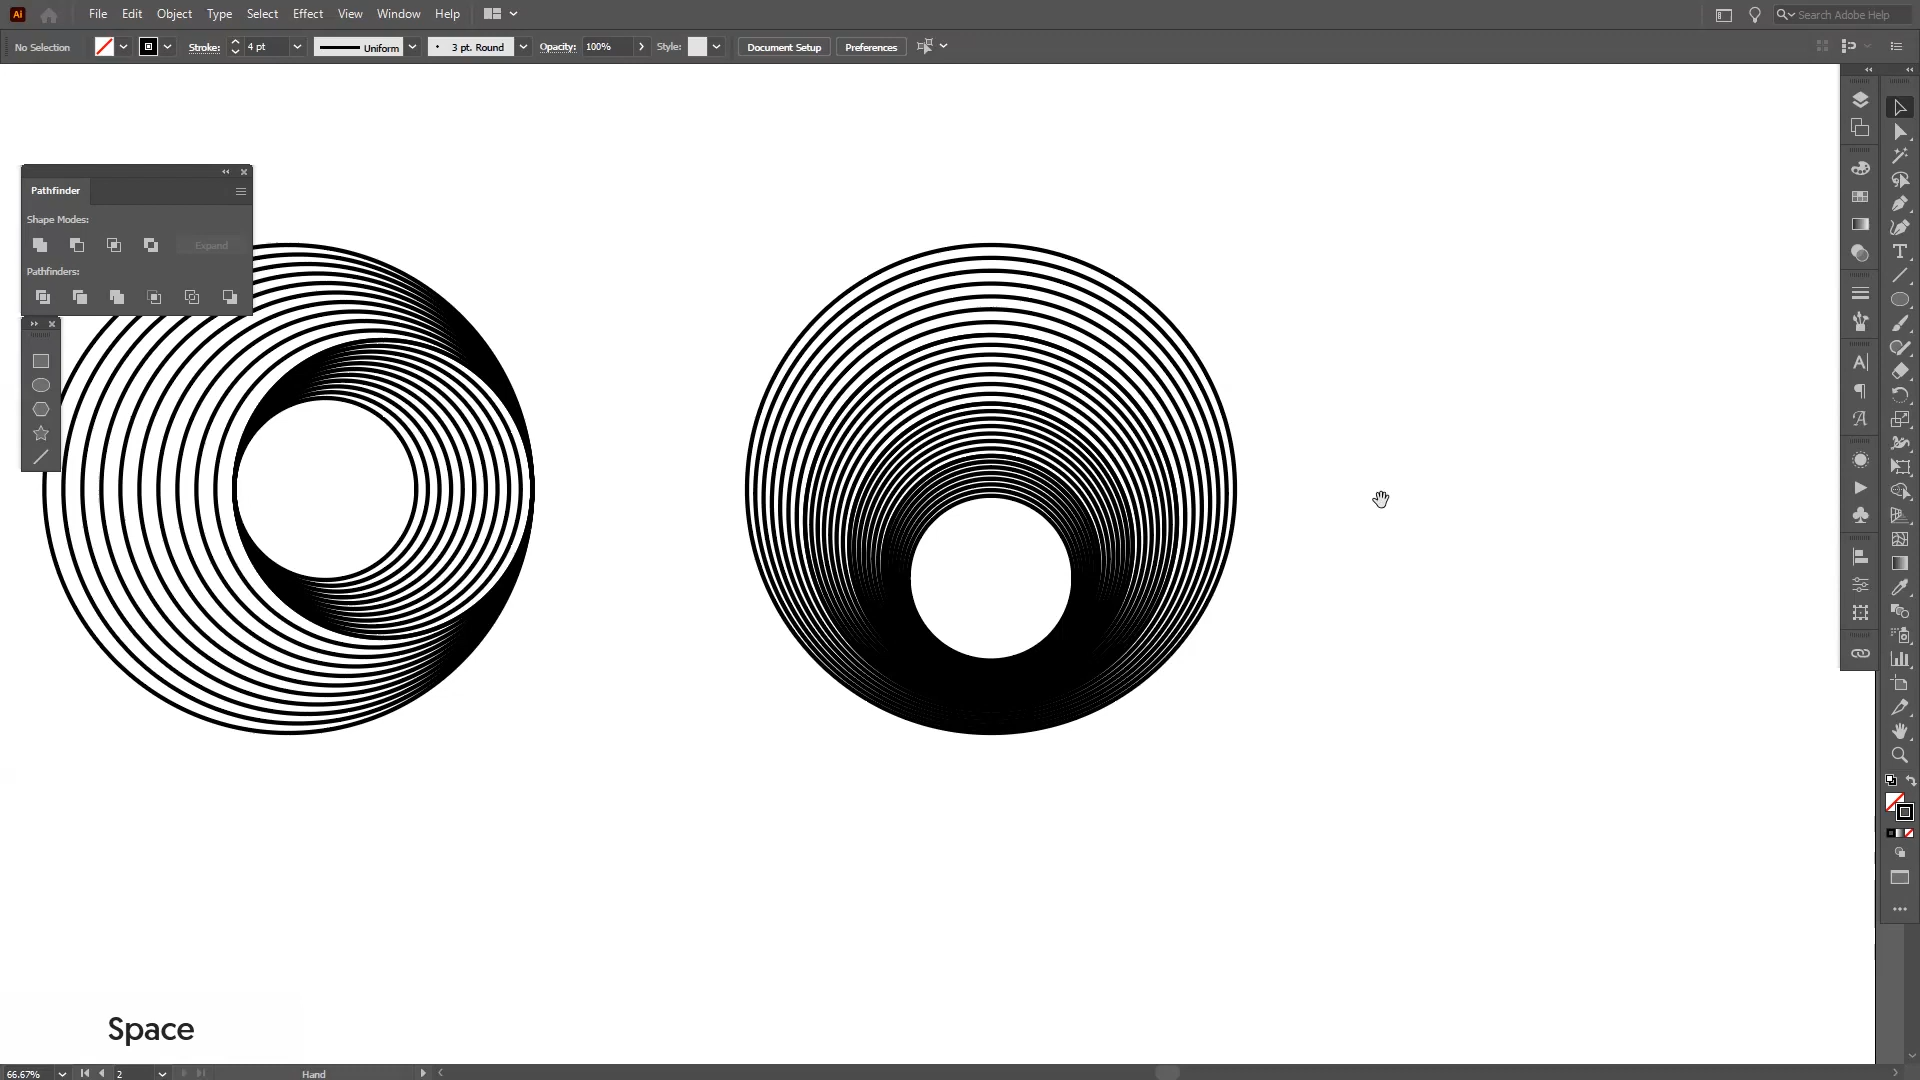 Ai File Edit Object Type Select Effect View Window Help Search Adobe Help
No Selection Stroke: 4 pt Uniform 3 pt. Round Opacity: 100% Style: Document Setup Preferences
Pathfinder
Shape Modes:
Expand
Pathfinders:
Space
66.67% 2 Hand